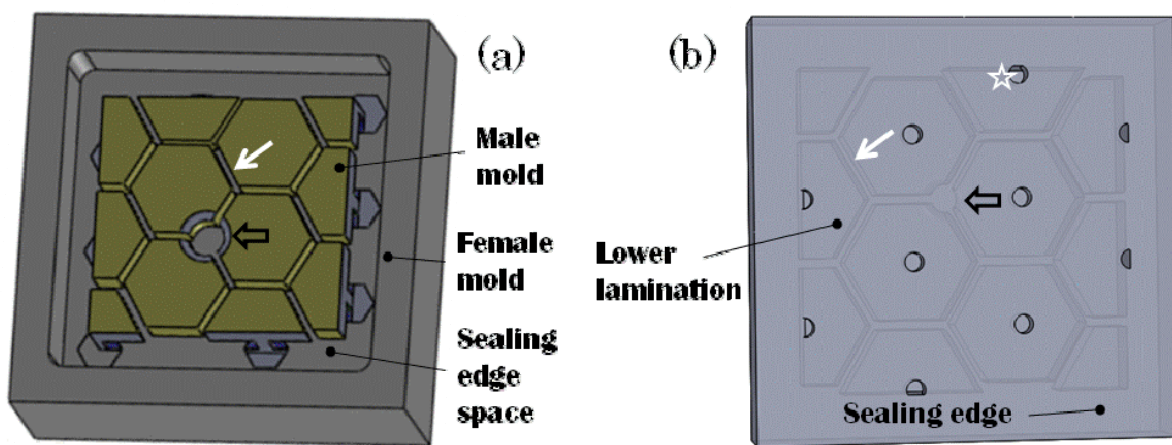 (a)
Male
mold
Female
mold
Sealing
edge
space
(b)
Lower
lamination
Sealing edge